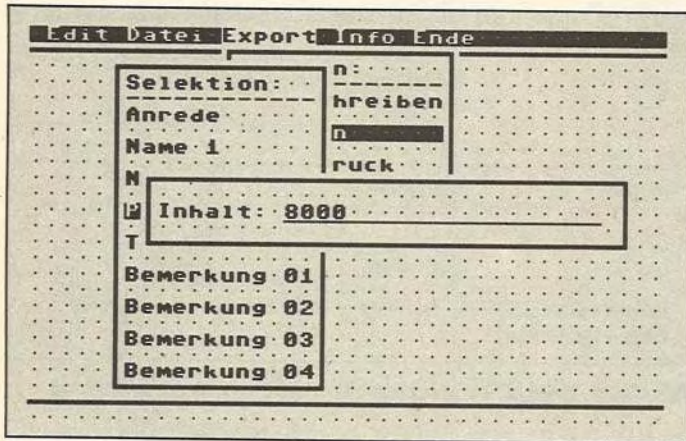 Edit Datei Export Info Ende
n:
Selektion:
hreiben
Anrede
n
Name 1
ruck
N
P
Inhalt: 8000
T
Bemerkung 01
Bemerkung 02
Bemerkung 03
Bemerkung 04